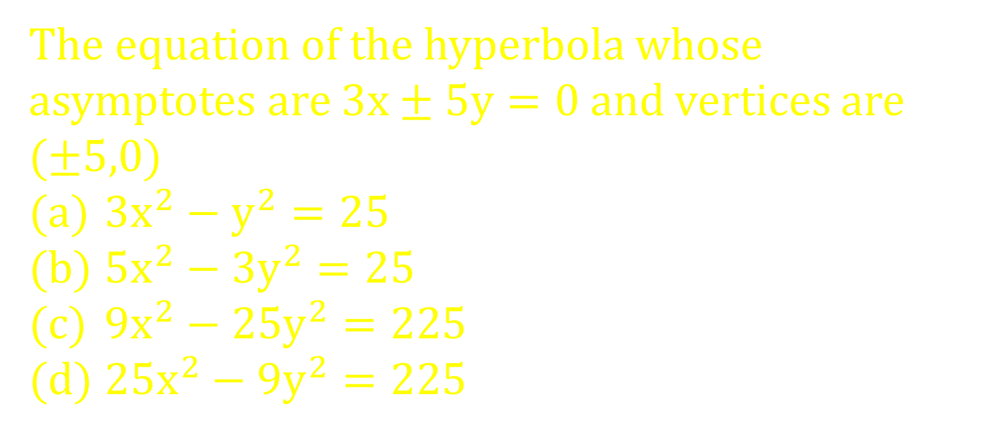 The equation of the hyperbola whose
asymptotes are 3x ± 5y = 0 and vertices are
(±5,0)
(a) 3x² − y² = 25
(b) 5x² − 3y² = 25
(c) 9x² − 25y² = 225
(d) 25x² − 9y² = 225